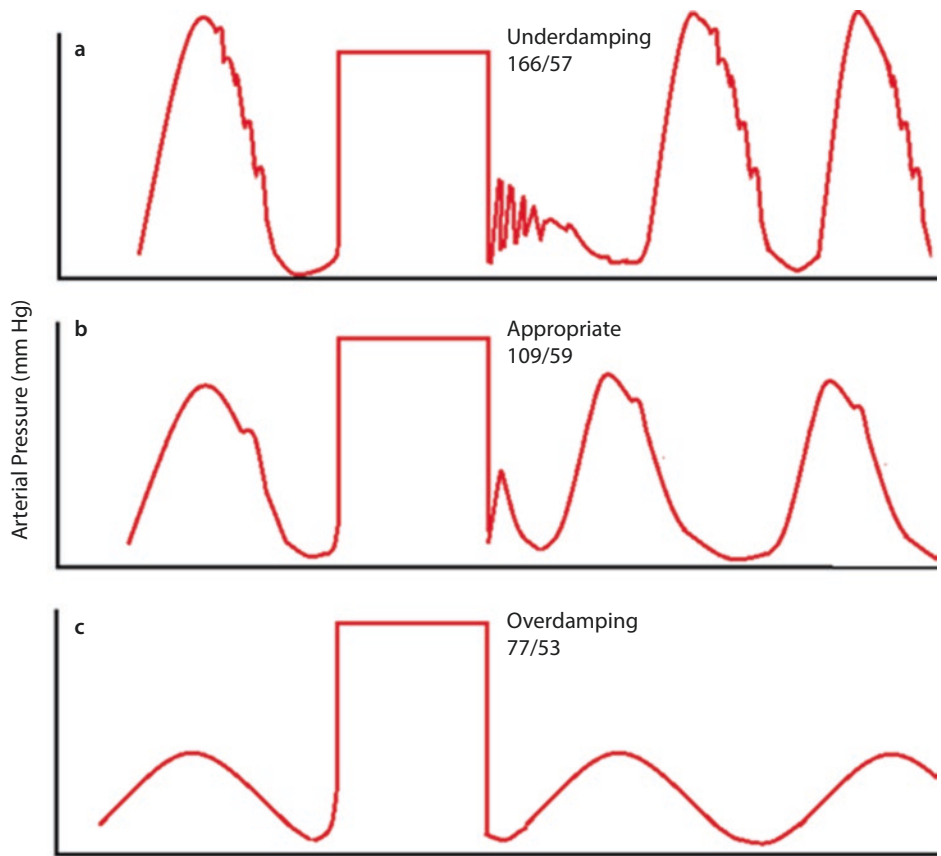 Arterial Pressure (mm Hg)
a
Underdamping
166/57
b
Appropriate
109/59
c
Overdamping
77/53